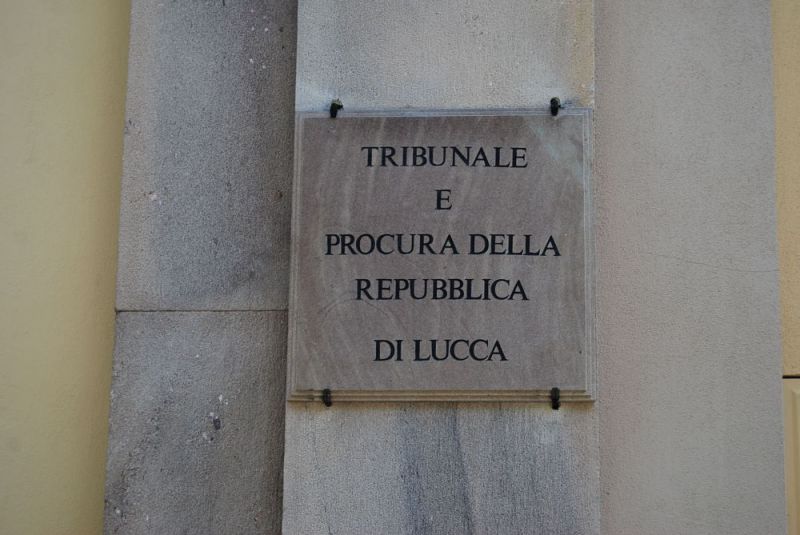 TRIBUNALE
E
PROCURA DELLA
REPUBBLICA
DI LUCCA